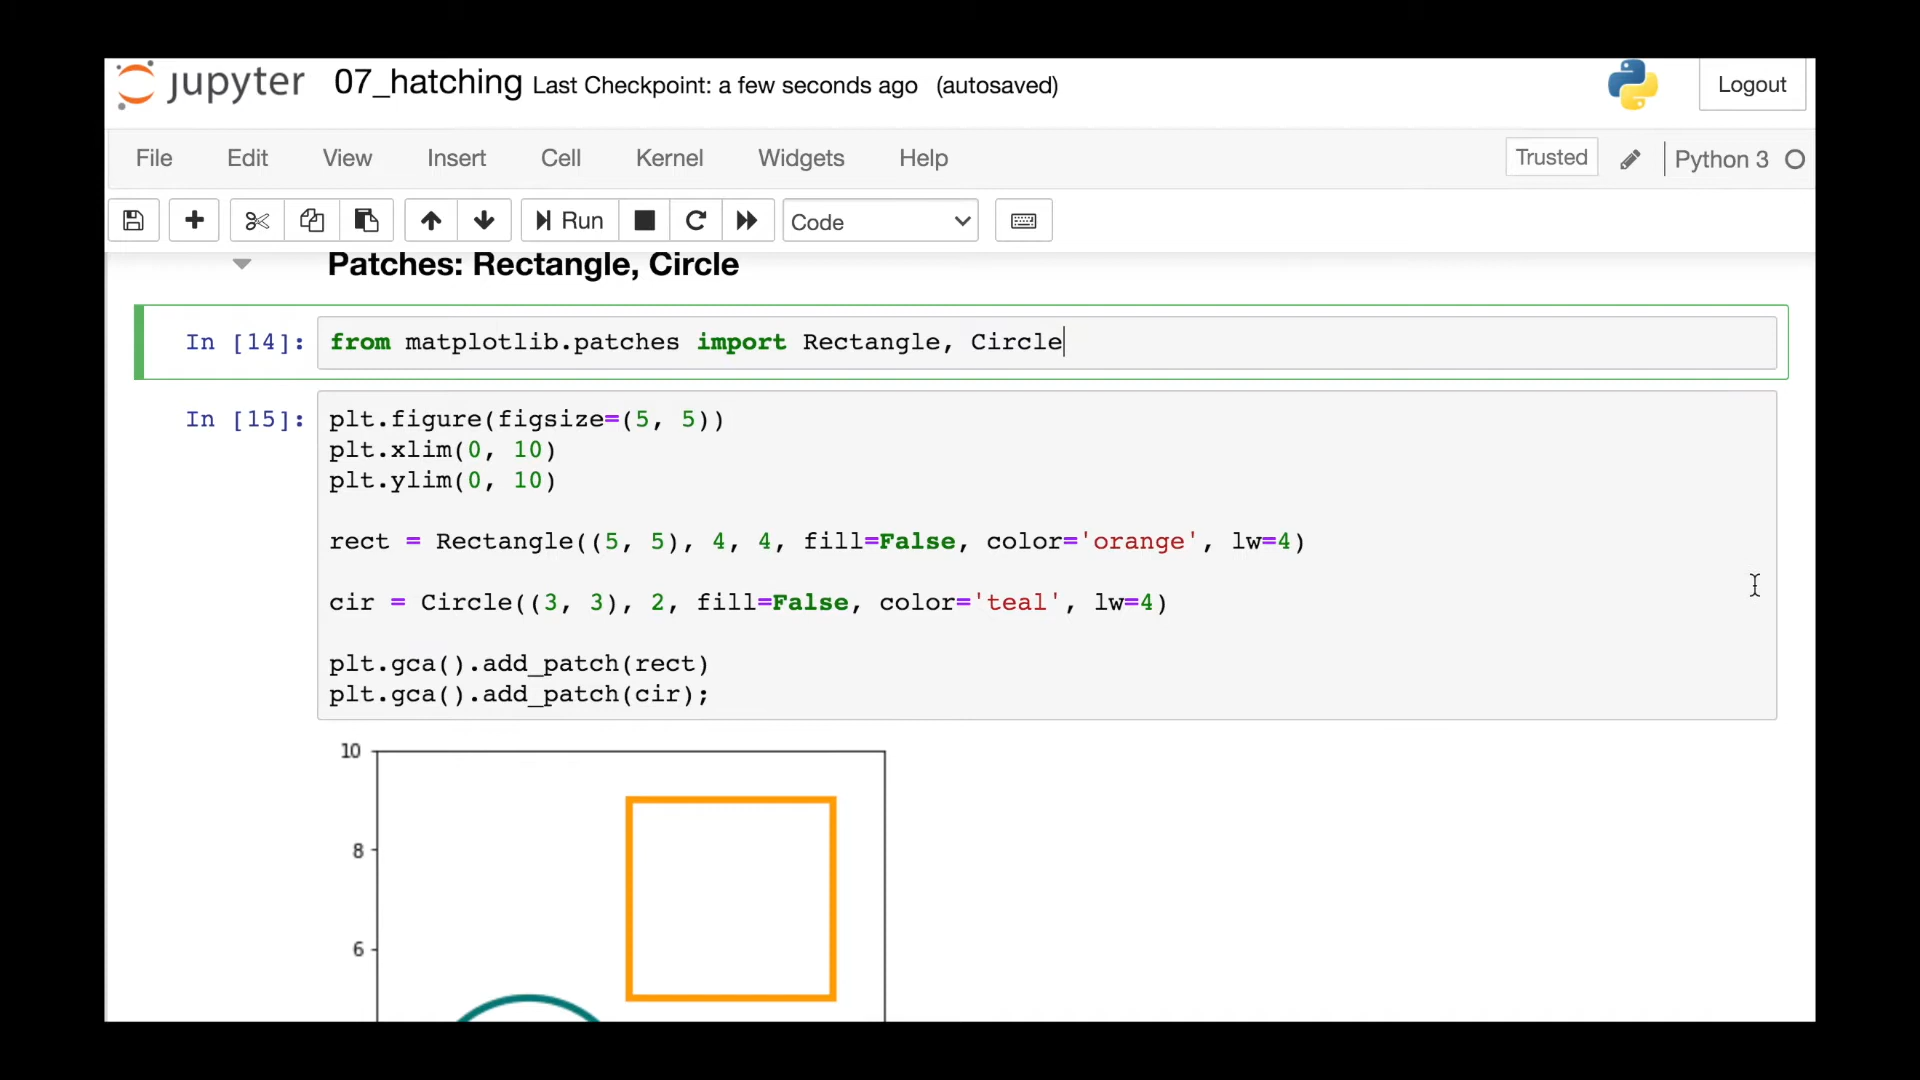 jupyter 07_hatching Last Checkpoint: a few seconds ago (autosaved) Logout
File Edit View Insert Cell Kernel Widgets Help Trusted Python 3
Run Code
Patches: Rectangle, Circle
In [14]: from matplotlib.patches import Rectangle, Circle
In [15]: plt.figure(figsize=(5, 5))
plt.xlim(0, 10)
plt.ylim(0, 10)
rect = Rectangle((5, 5), 4, 4, fill=False, color='orange', lw=4)
cir = Circle((3, 3), 2, fill=False, color='teal', lw=4)
plt.gca().add_patch(rect)
plt.gca().add_patch(cir);
10
8
6